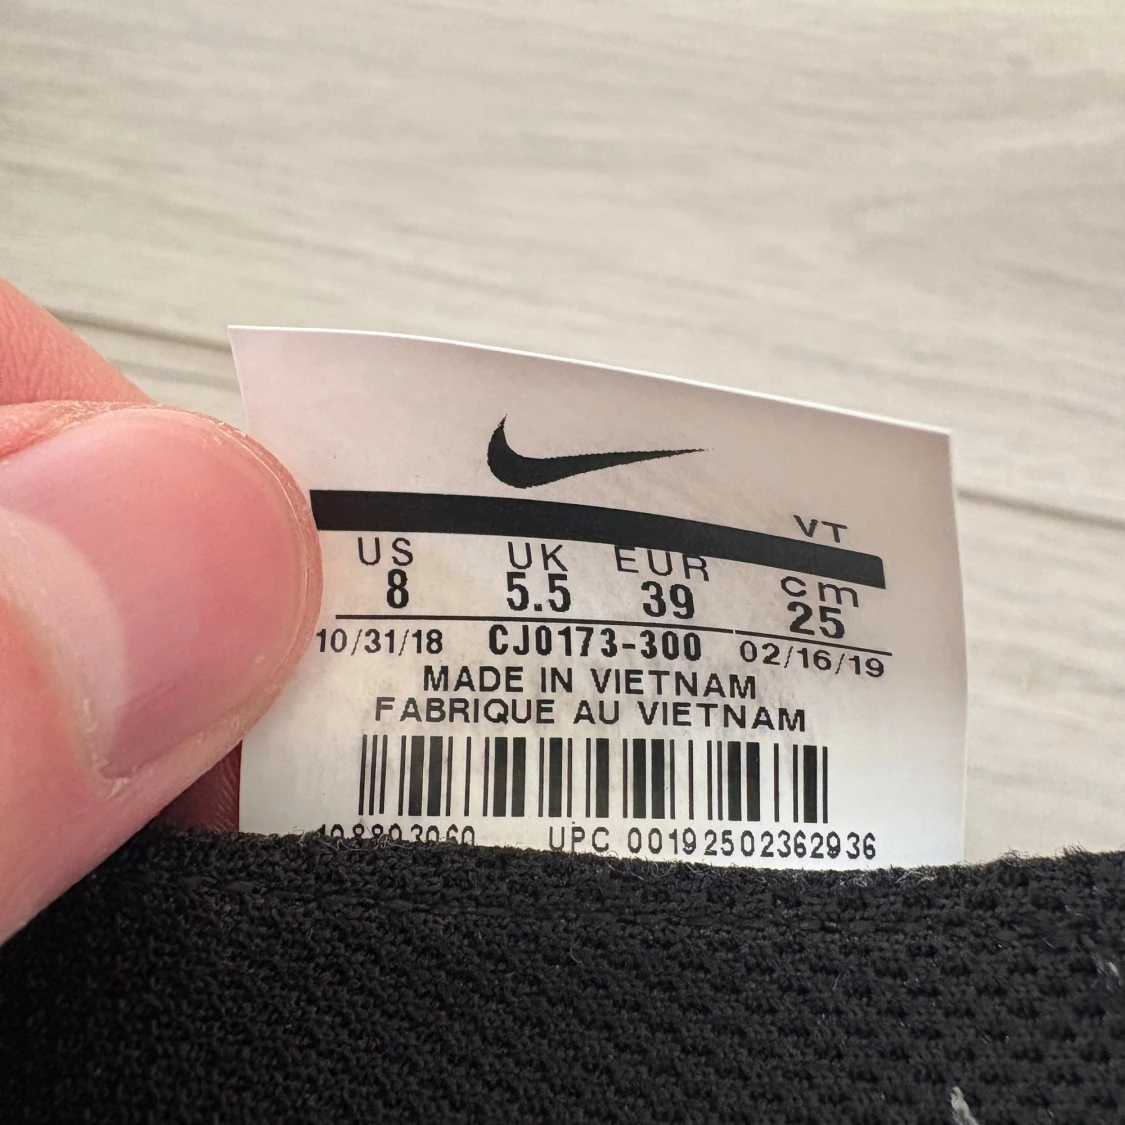 VT
US UK EUR cm
8 5.5 39 25
10/31/18 CJ0173-300 02/16/19
MADE IN VIETNAM
FABRIQUE AU VIETNAM
UPC 00192502362936